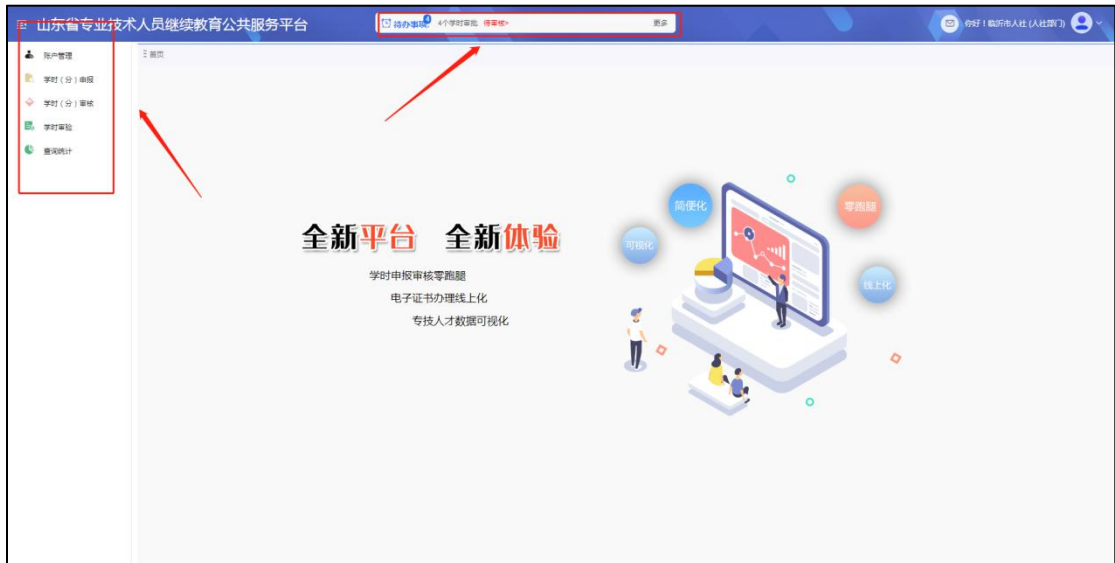 山东省专业技术人员继续教育公共服务平台
待办事项 4 4个学时审批 待审核> 更多
你好！临沂市人社(人社部门)
账户管理
学时（分）申报
学时（分）审核
学时审验
查询统计
首页
全新平台 全新体验
学时申报审核零跑腿
电子证书办理线上化
专技人才数据可视化
简便化
零跑腿
可视化
线上化